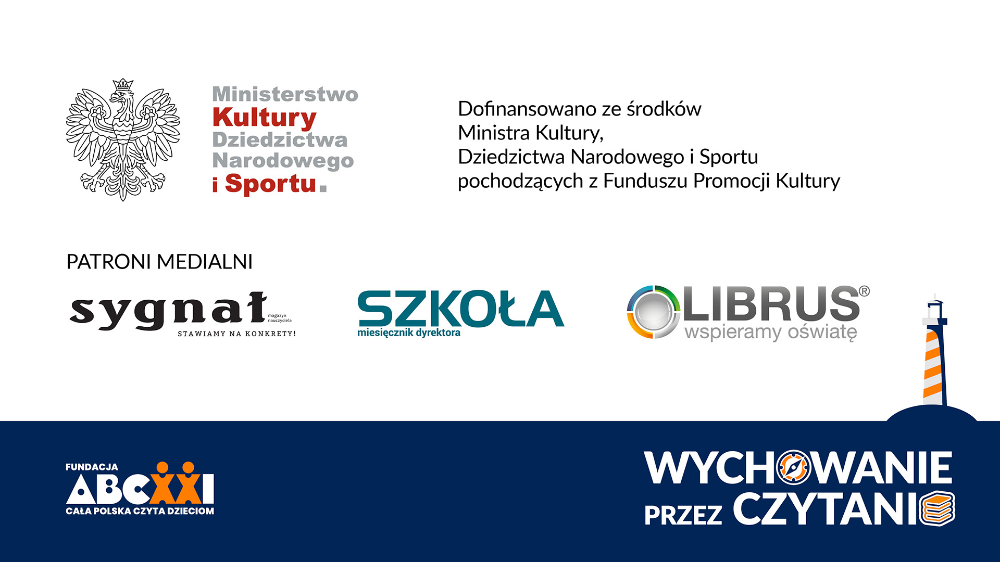 Ministerstwo
Kultury
Dziedzictwa
Narodowego
i Sportu.
Dofinansowano ze środków
Ministra Kultury,
Dziedzictwa Narodowego i Sportu
pochodzących z Funduszu Promocji Kultury
PATRONI MEDIALNI
sygnał
magazyn
nauczyciela
STAWIAMY NA KONKRETY!
SZKOŁA
miesięcznik dyrektora
LIBRUS®
wspieramy oświatę
FUNDACJA
ABCXXI
CAŁA POLSKA CZYTA DZIECIOM
WYCHOWANIE
PRZEZ CZYTANIE